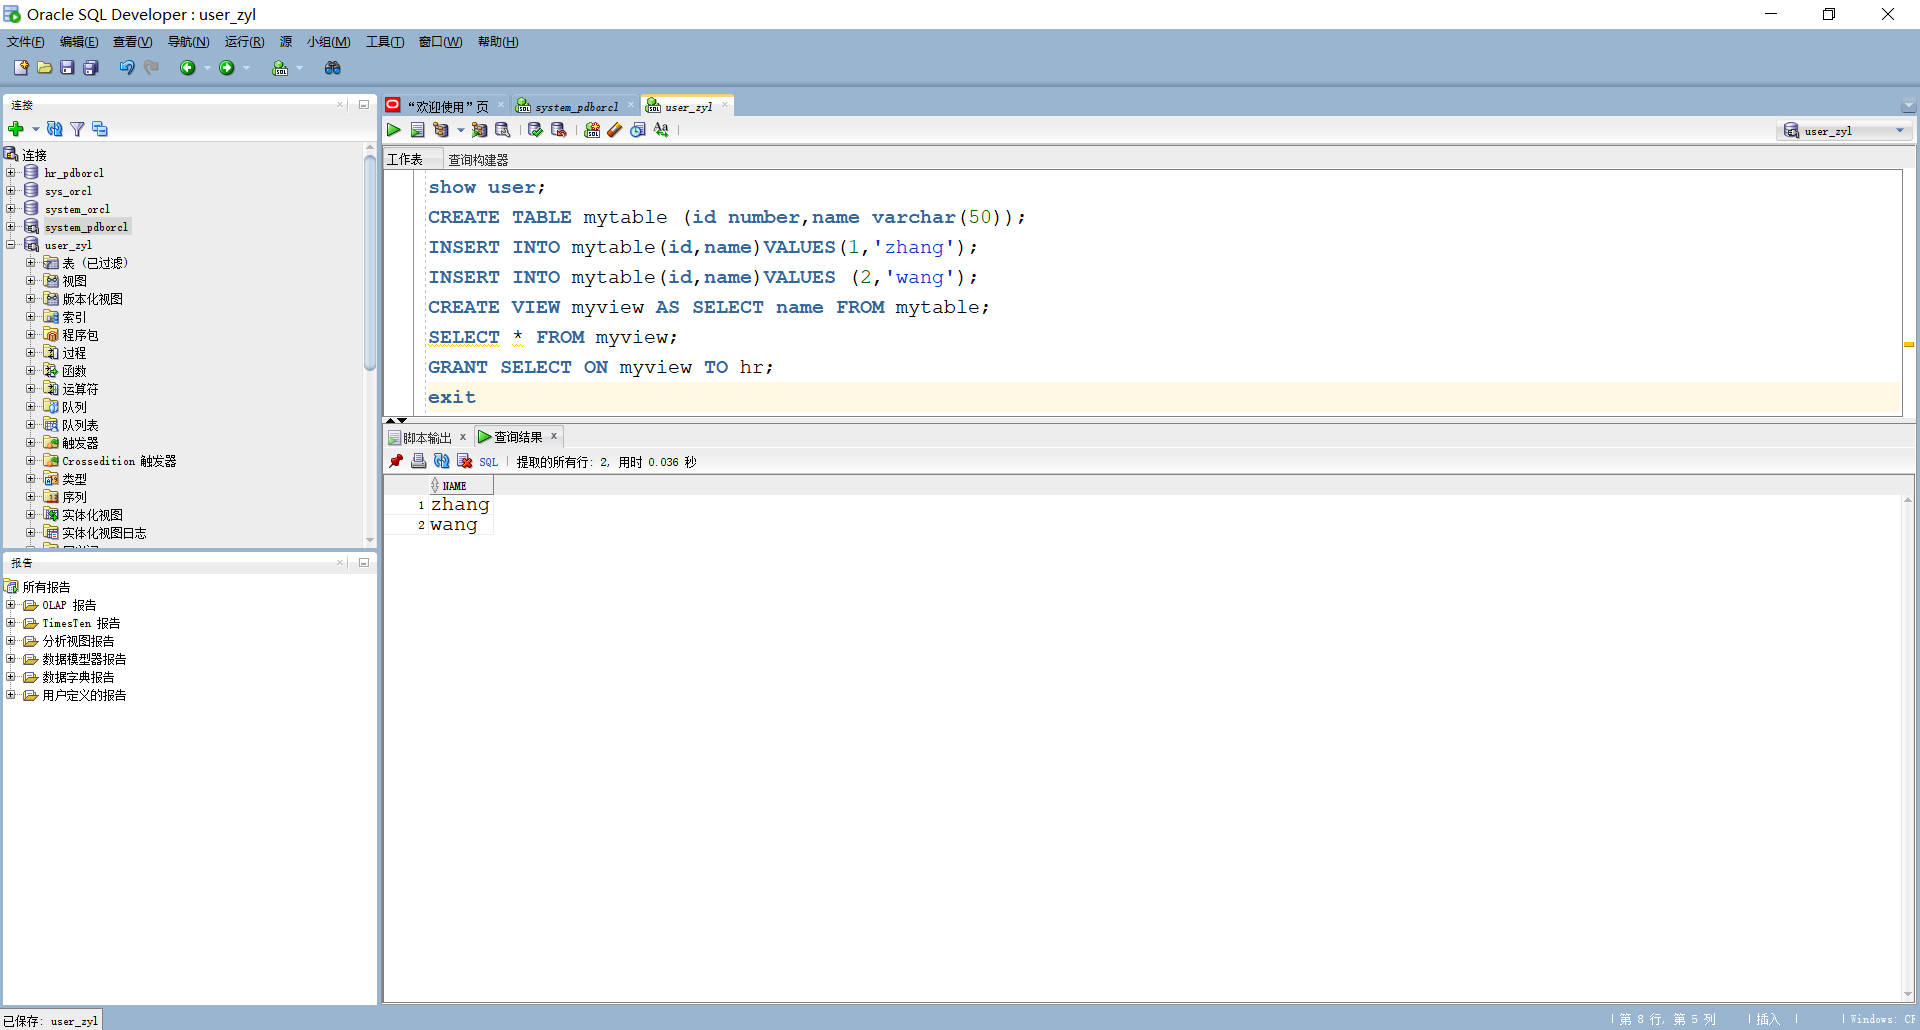 Oracle SQL Developer : user_zyl
文件(F) 编辑(E) 查看(V) 导航(N) 运行(R) 源 小组(M) 工具(T) 窗口(W) 帮助(H)
连接
连接
hr_pdborcl
sys_orcl
system_orcl
system_pdborcl
user_zyl
表 (已过滤)
视图
版本化视图
索引
程序包
过程
函数
运算符
队列
队列表
触发器
Crossedition 触发器
类型
序列
实体化视图
实体化视图日志
报告
所有报告
OLAP 报告
TimesTen 报告
分析视图报告
数据模型器报告
数据字典报告
用户定义的报告
“欢迎使用”页 system_pdborcl user_zyl
user_zyl
工作表 查询构建器
show user;
CREATE TABLE mytable (id number,name varchar(50));
INSERT INTO mytable(id,name)VALUES(1,'zhang');
INSERT INTO mytable(id,name)VALUES (2,'wang');
CREATE VIEW myview AS SELECT name FROM mytable;
SELECT * FROM myview;
GRANT SELECT ON myview TO hr;
exit
脚本输出 x 查询结果 x
SQL | 提取的所有行: 2, 用时 0.036 秒
NAME
1 zhang
2 wang
已保存: user_zyl
第 8 行, 第 5 列 | 插入 | | Windows: CF